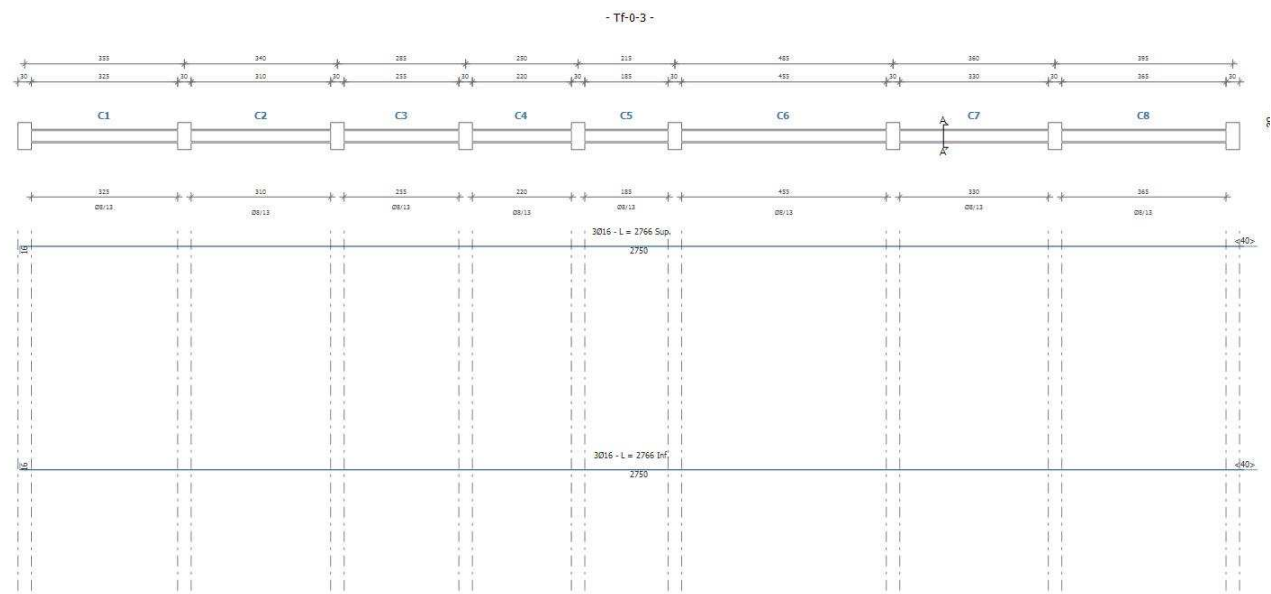 - Tf-0-3 -
355 340 285 250 215 485 360 395
30 325 30 310 30 255 30 220 30 185 30 455 30 330 30 365 30
C1 C2 C3 C4 C5 C6 C7 C8
A
A
30
325 310 255 220 185 455 330 365
Ø8/13 Ø8/13 Ø8/13 Ø8/13 Ø8/13 Ø8/13 Ø8/13 Ø8/13
3Ø16 - L = 2766 Sup.
16 2750 <40>
3Ø16 - L = 2766 Inf.
16 2750 <40>